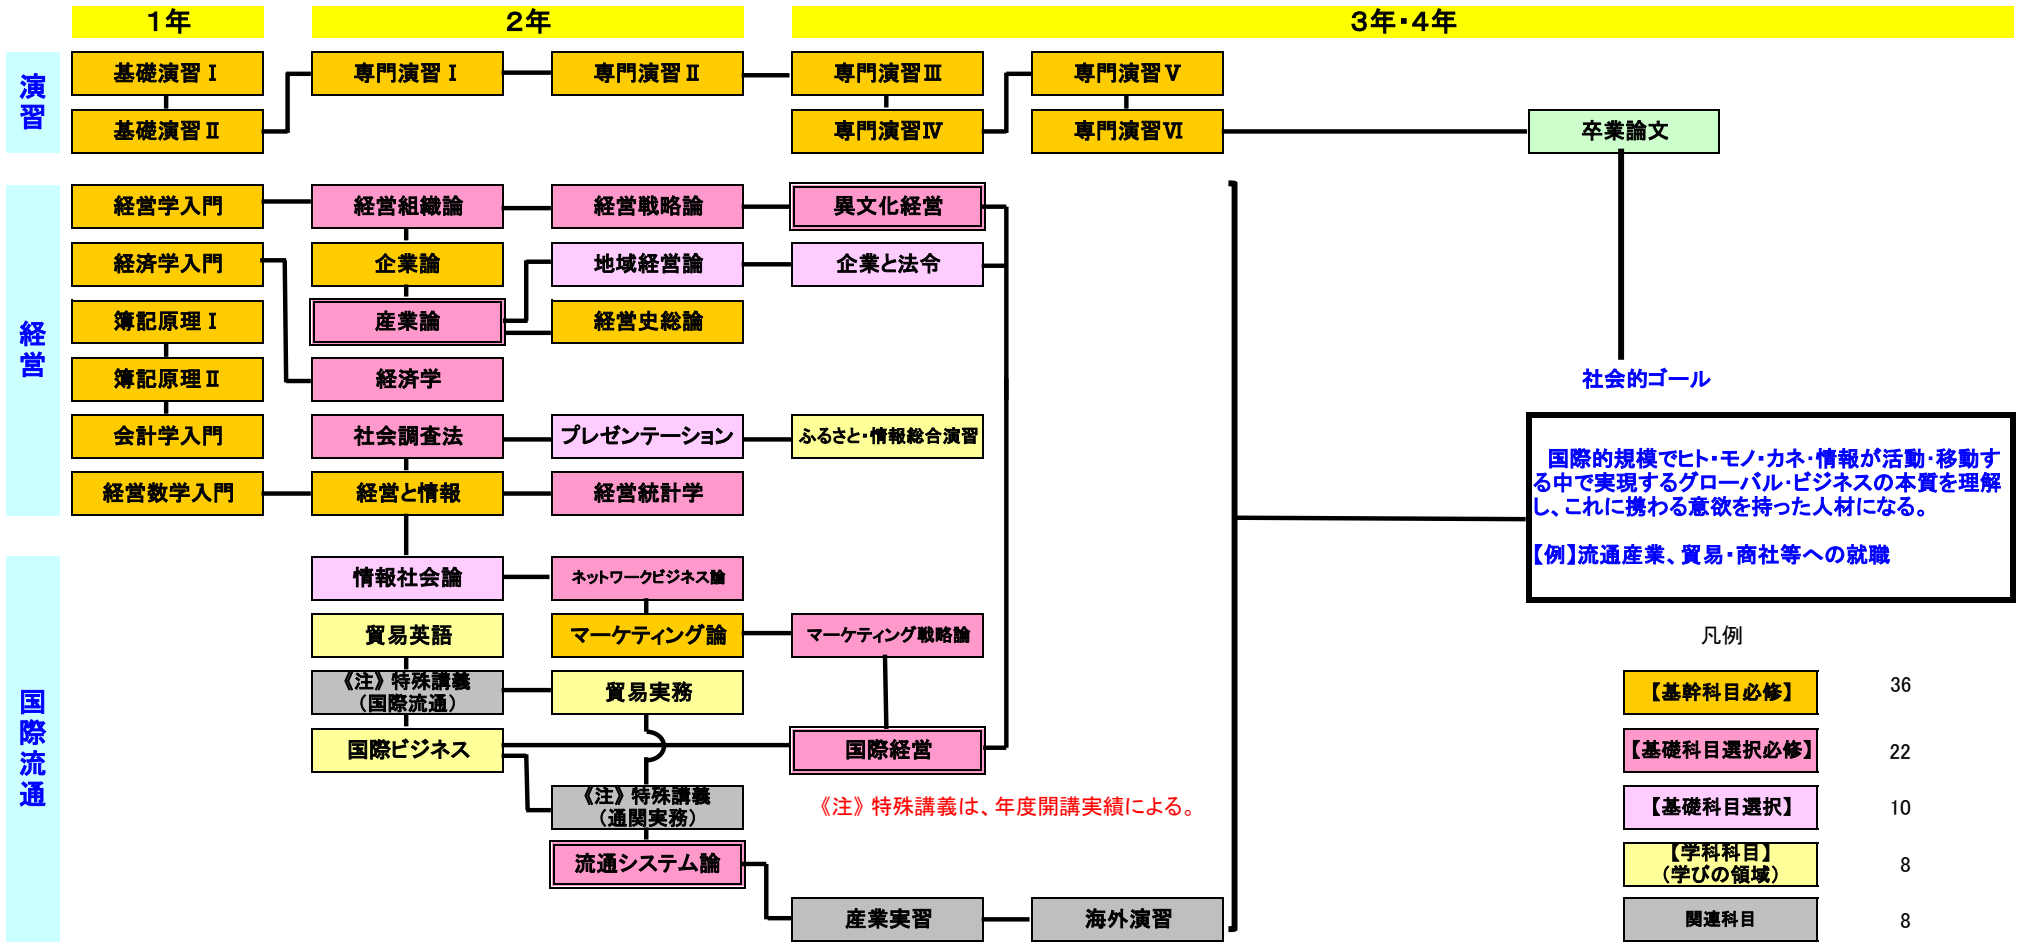 1年
2年
3年・4年
演習
基礎演習Ⅰ
専門演習Ⅰ
専門演習Ⅱ
専門演習Ⅲ
専門演習Ⅴ
基礎演習Ⅱ
専門演習Ⅳ
専門演習Ⅵ
卒業論文
経営
経営学入門
経営組織論
経営戦略論
異文化経営
経済学入門
企業論
地域経営論
企業と法令
簿記原理Ⅰ
産業論
経営史総論
簿記原理Ⅱ
経済学
会計学入門
社会調査法
プレゼンテーション
ふるさと・情報総合演習
経営数学入門
経営と情報
経営統計学
社会的ゴール
国際的規模でヒト・モノ・カネ・情報が活動・移動す
る中で実現するグローバル・ビジネスの本質を理解
し、これに携わる意欲を持った人材になる。
【例】流通産業、貿易・商社等への就職
国際流通
情報社会論
ネットワークビジネス論
貿易英語
マーケティング論
マーケティング戦略論
《注》特殊講義
（国際流通）
貿易実務
国際ビジネス
国際経営
《注》特殊講義
（通関実務）
《注》特殊講義は、年度開講実績による。
流通システム論
産業実習
海外演習
凡例
【基幹科目必修】 36
【基礎科目選択必修】 22
【基礎科目選択】 10
【学科科目】
（学びの領域） 8
関連科目 8